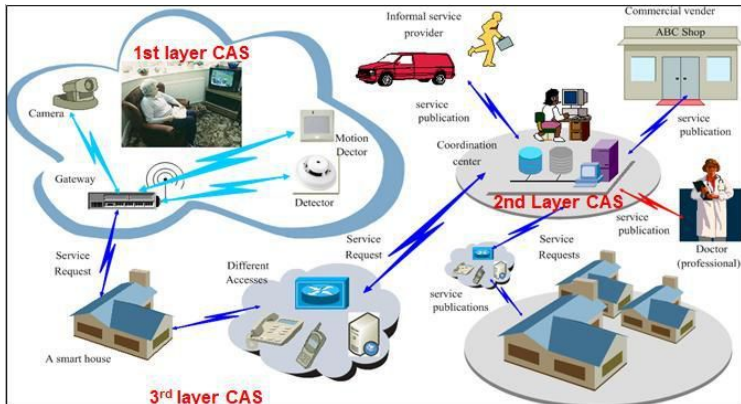 1st layer CAS
Camera
Gateway
Motion
Dector
Detector
Service
Request
A smart house
3rd layer CAS
Different
Accesses
Service
Request
Informal service
provider
service
publication
Coordination
center
2nd Layer CAS
Commercial vender
ABC Shop
service
publication
service
publication
Doctor
(professional)
service
publications
Service
Requests